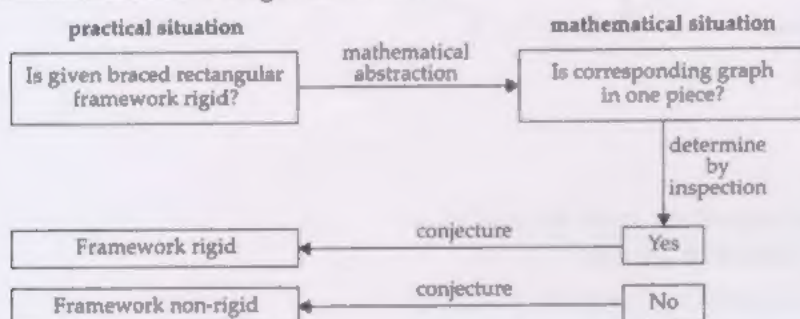 practical situation
mathematical situation
Is given braced rectangular
framework rigid?
mathematical
abstraction
Is corresponding graph
in one piece?
determine
by
inspection
Framework rigid
conjecture
Yes
Framework non-rigid
conjecture
No